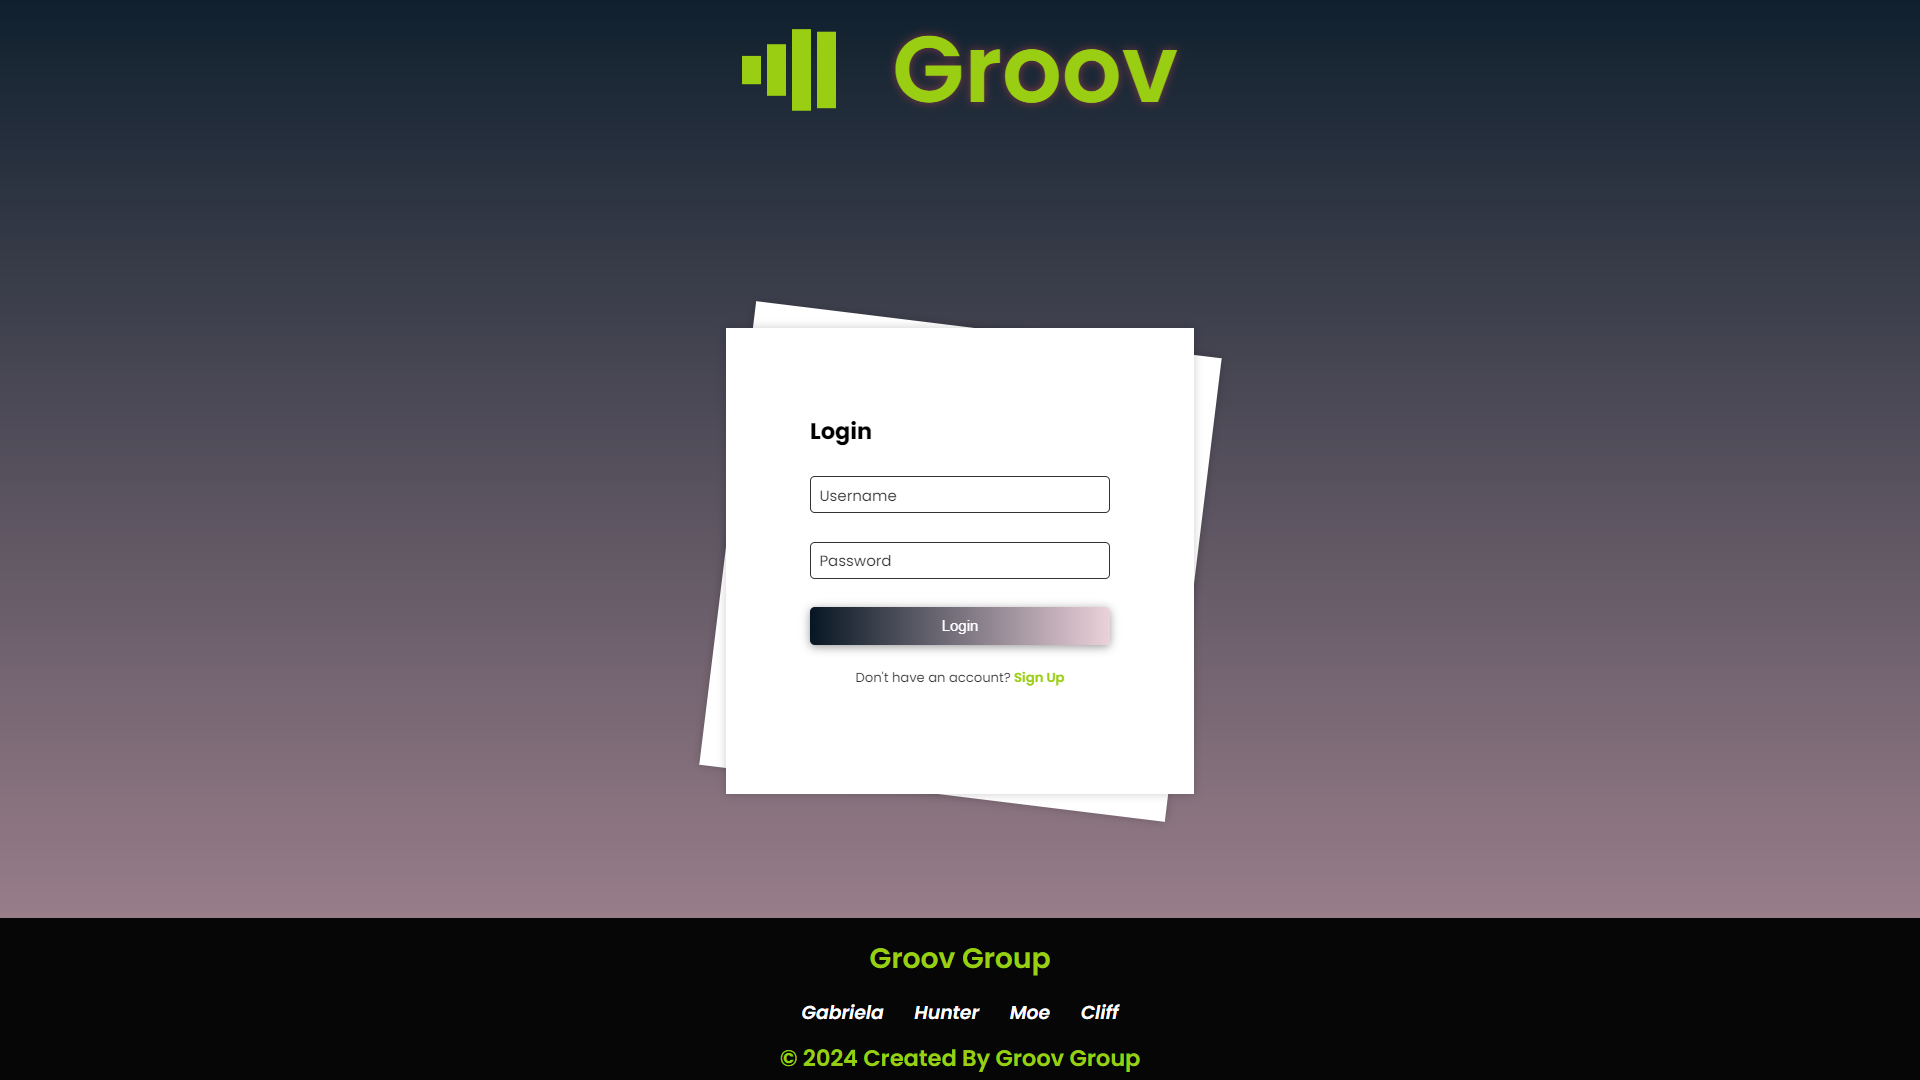 Groov
Login
Username
Password
Login
Don't have an account? Sign Up
Groov Group
Gabriela Hunter Moe Cliff
© 2024 Created By Groov Group